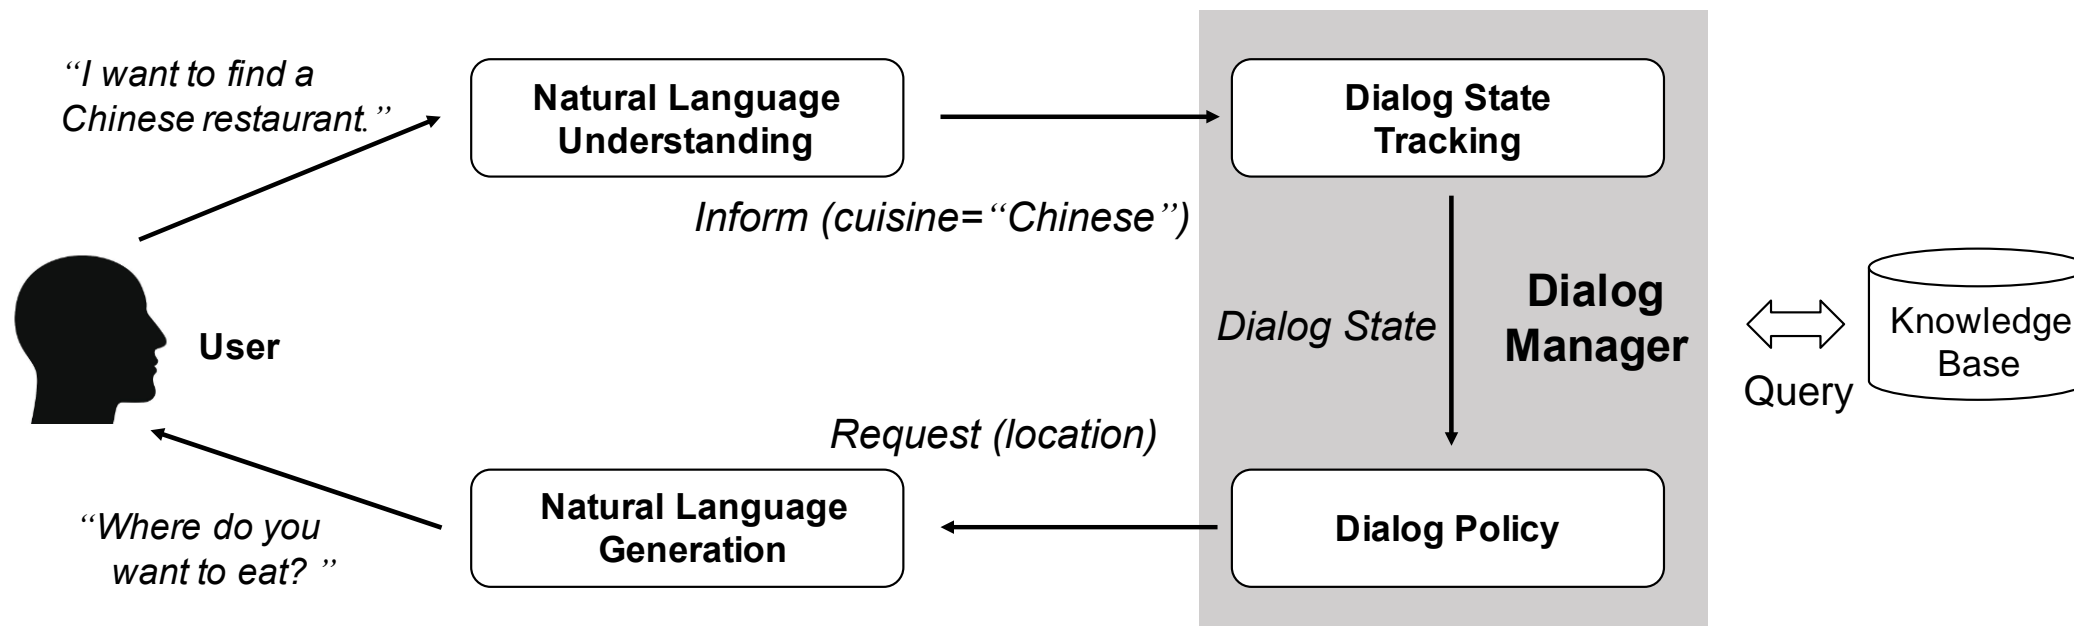 “I want to find a
Chinese restaurant.”
Natural Language
Understanding
Dialog State
Tracking
Inform (cuisine=“Chinese”)
User
Dialog State
Dialog
Manager
Query
Knowledge
Base
Request (location)
“Where do you
want to eat? ”
Natural Language
Generation
Dialog Policy